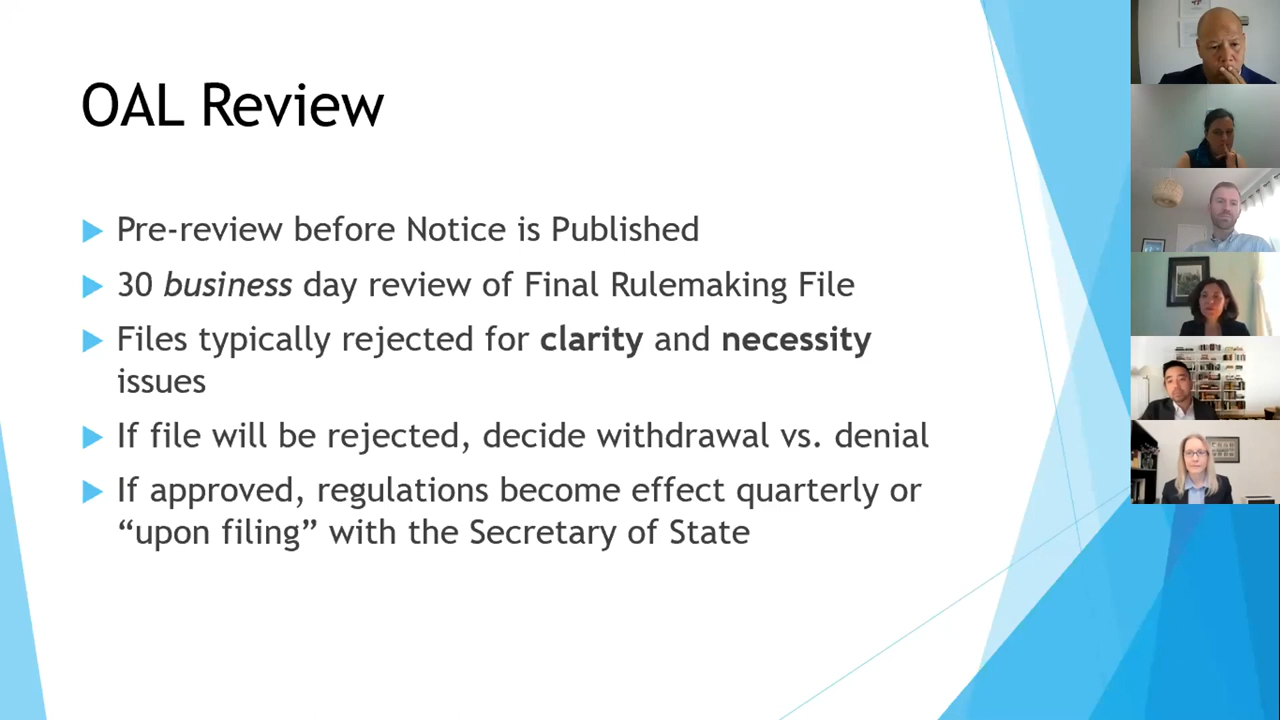 OAL Review
Pre-review before Notice is Published
30 business day review of Final Rulemaking File
Files typically rejected for clarity and necessity
issues
If file will be rejected, decide withdrawal vs. denial
If approved, regulations become effect quarterly or
“upon filing” with the Secretary of State